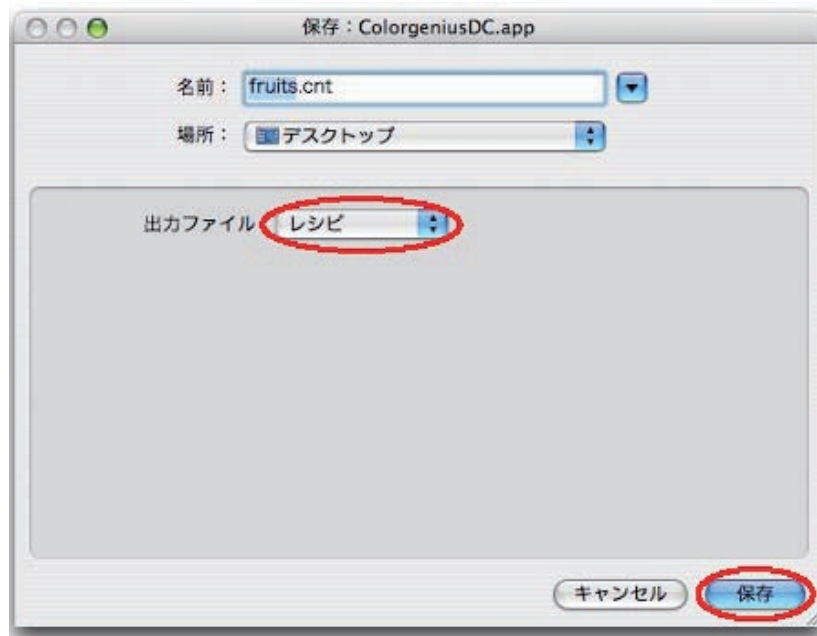 保存：ColorgeniusDC.app
名前： fruits.cnt
場所： デスクトップ
出力ファイル レシピ
キャンセル 保存